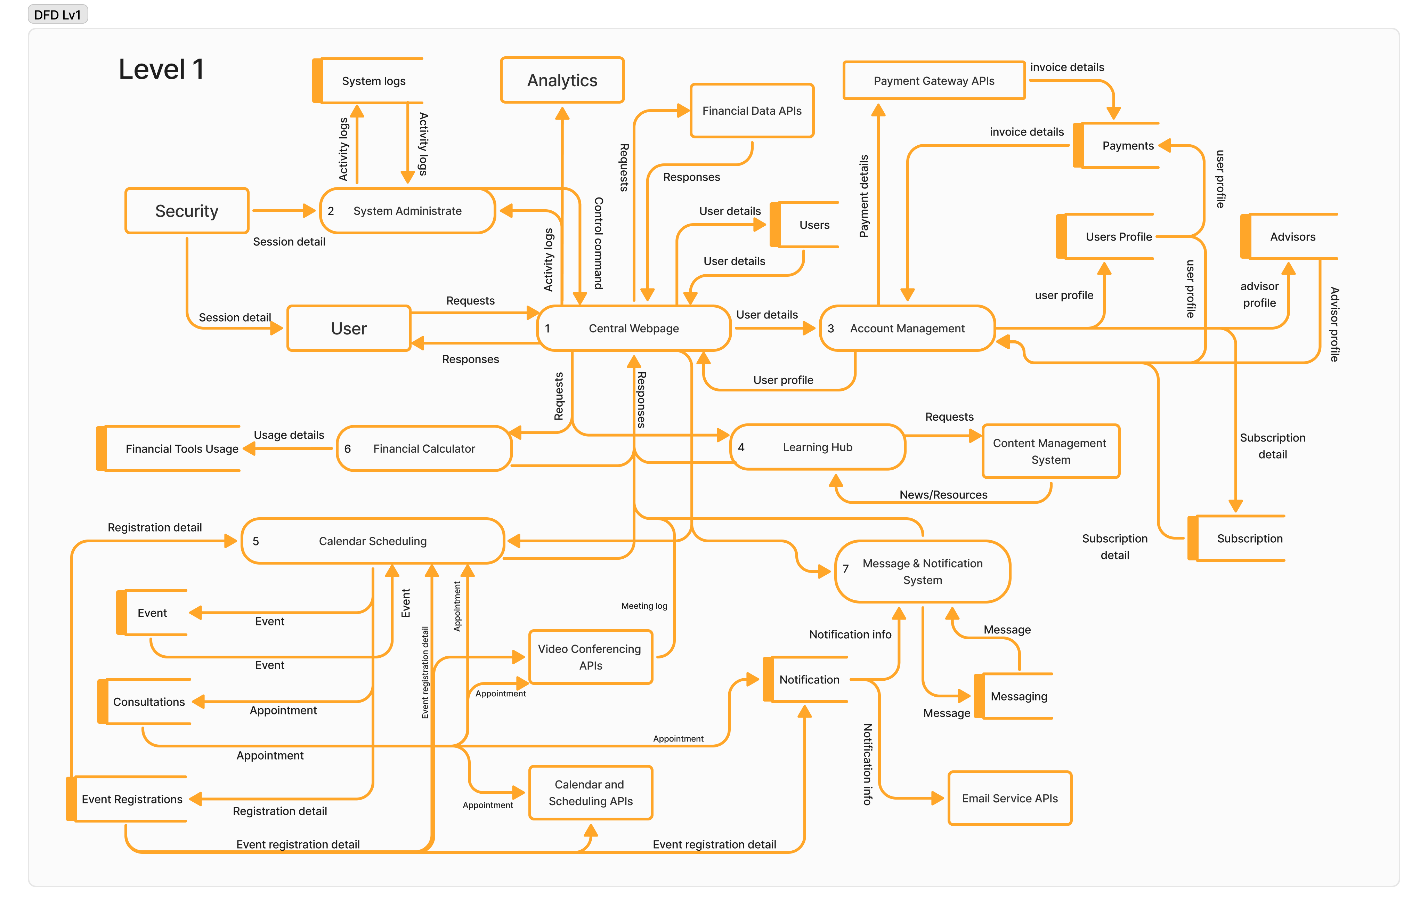 DFD Lv1
Level 1
System logs
Analytics
Financial Data APIs
Payment Gateway APIs
invoice details
invoice details
Payments
Activity logs
Activity logs
Requests
Responses
Payment details
user profile
Security
2
System Administrate
Session detail
Control command
Activity logs
User details
Users
User details
Users Profile
Advisors
user profile
user profile
advisor
profile
Advisor profile
Session detail
User
Requests
Responses
1
Central Webpage
User details
3
Account Management
User profile
Requests
Responses
Financial Tools Usage
Usage details
6
Financial Calculator
4
Learning Hub
Requests
Content Management
System
News/Resources
Subscription
detail
Registration detail
5
Calendar Scheduling
7
Message & Notification
System
Subscription
detail
Subscription
Event
Event
Event
Event
Appointment
Event registration detail
Meeting log
Video Conferencing
APIs
Notification info
Message
Consultations
Appointment
Appointment
Appointment
Appointment
Notification
Message
Messaging
Notification info
Event Registrations
Registration detail
Appointment
Calendar and
Scheduling APIs
Email Service APIs
Event registration detail
Event registration detail